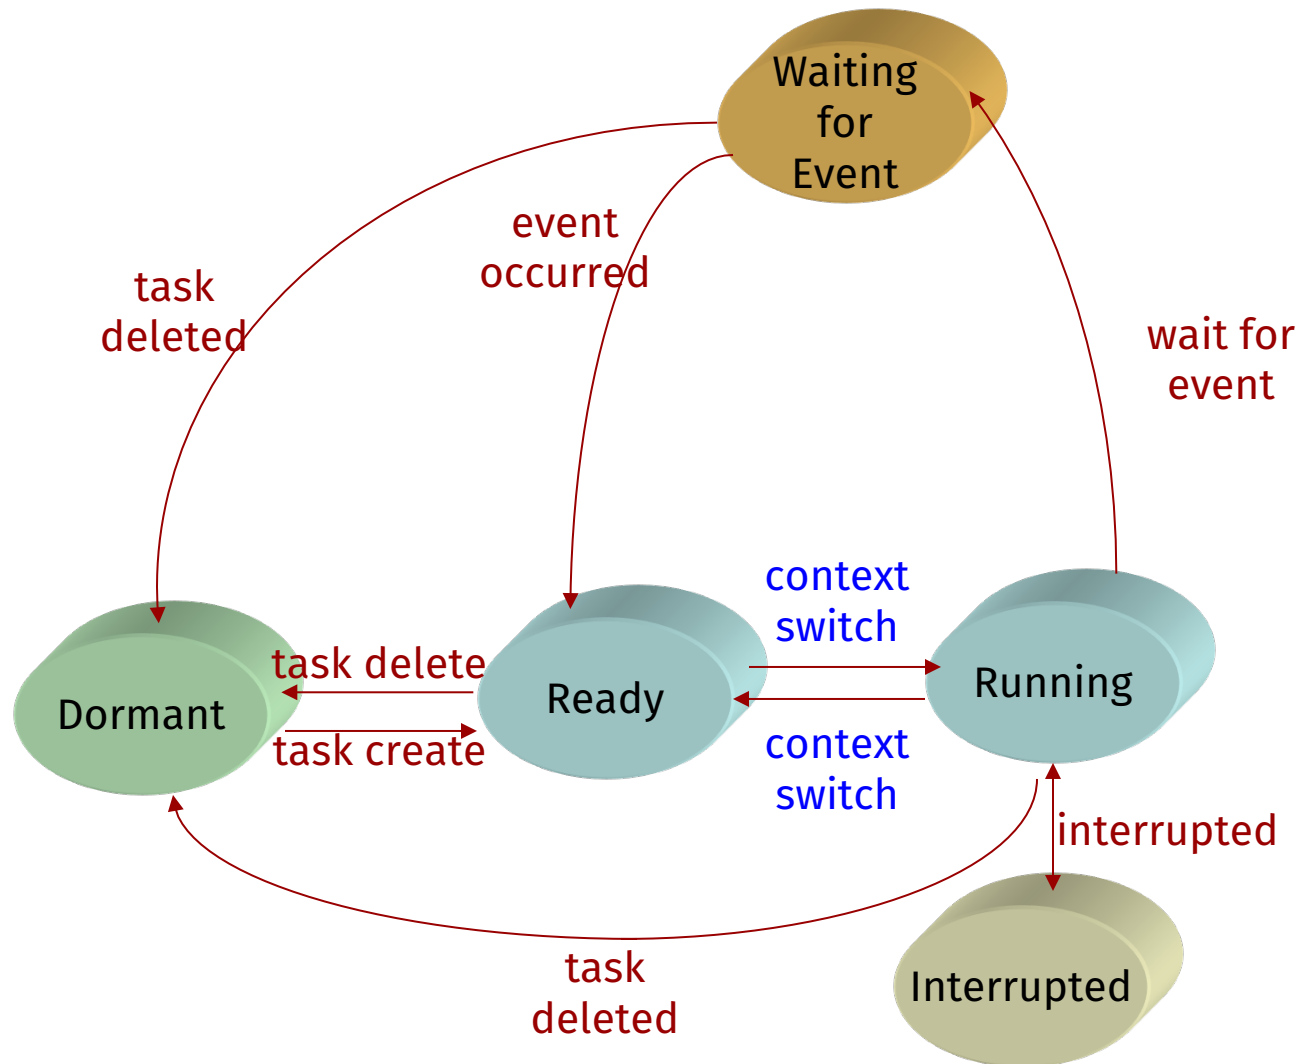 Waiting
for
Event
event
occurred
task
deleted
wait for
event
context
switch
task delete
Ready
Running
Dormant
task create
context
switch
interrupted
task
deleted
Interrupted